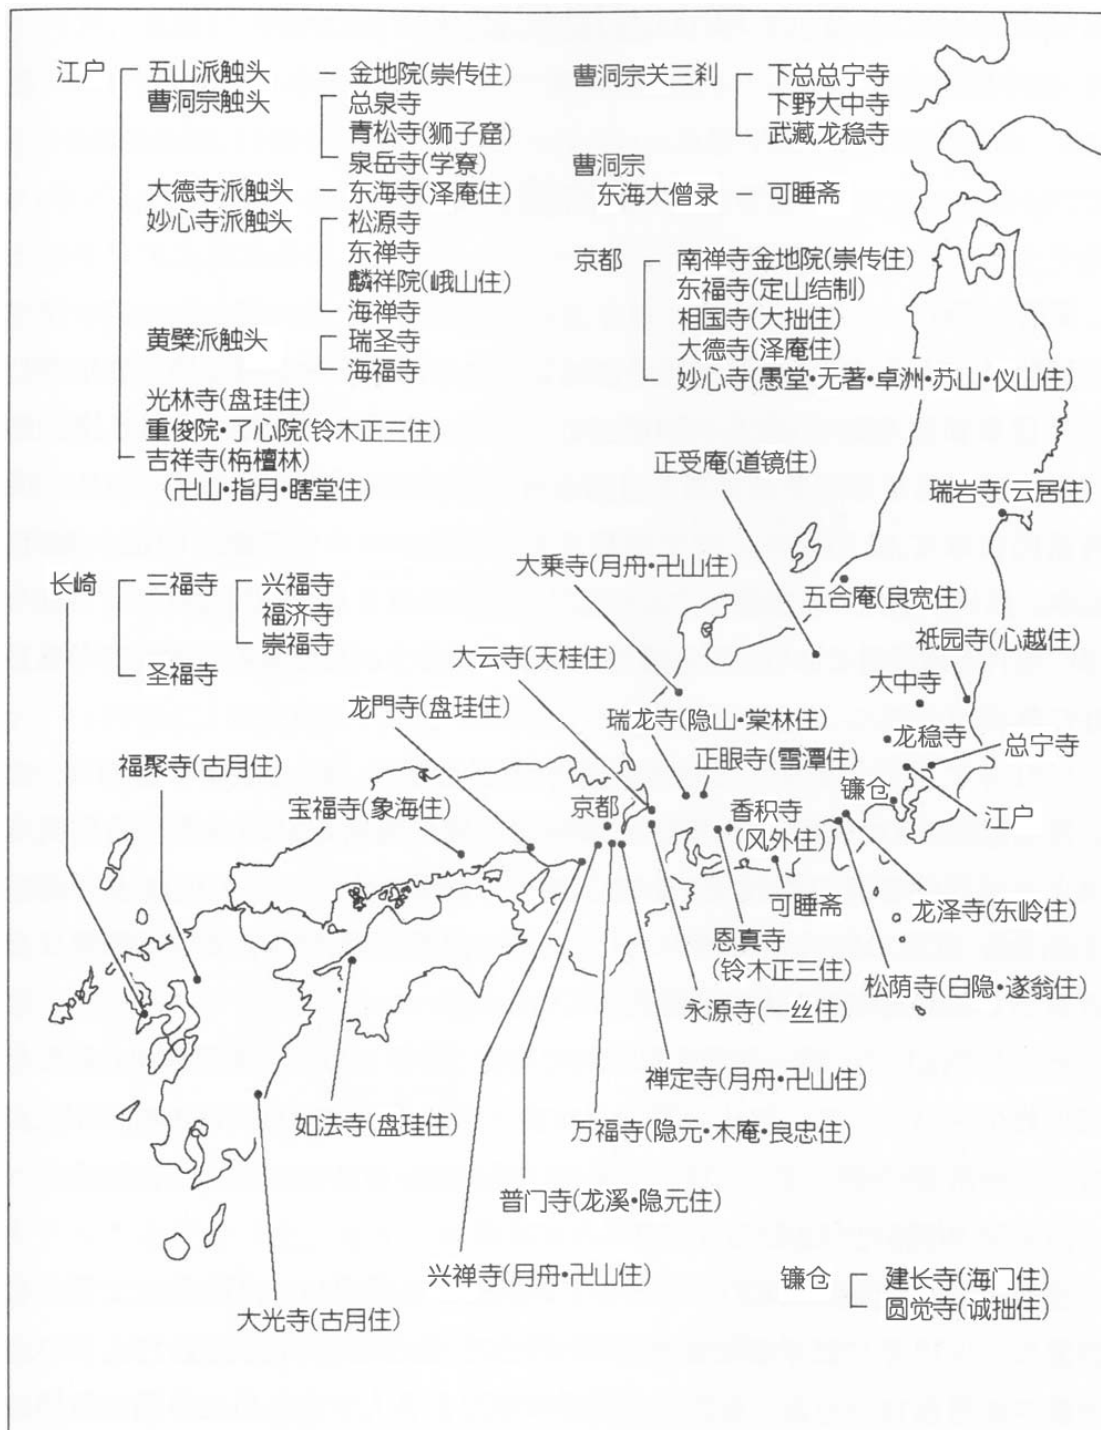 江户
五山派触头 — 金地院(崇传住)
曹洞宗触头
总泉寺
青松寺(狮子窟)
泉岳寺(学寮)
大德寺派触头 — 东海寺(泽庵住)
妙心寺派触头
松源寺
东禅寺
麟祥院(峨山住)
海禅寺
黄檗派触头
瑞圣寺
海福寺
光林寺(盘珪住)
重俊院•了心院(铃木正三住)
吉祥寺(栴檀林)
(卍山•指月•瞎堂住)
曹洞宗关三刹
下总总宁寺
下野大中寺
武藏龙稳寺
曹洞宗
东海大僧录 — 可睡斋
京都
南禅寺金地院(崇传住)
东福寺(定山结制)
相国寺(大拙住)
大德寺(泽庵住)
妙心寺(愚堂•无著•卓洲•苏山•仪山住)
长崎
三福寺
兴福寺
福济寺
崇福寺
圣福寺
正受庵(道镜住)
瑞岩寺(云居住)
大乘寺(月舟•卍山住)
五合庵(良宽住)
祇园寺(心越住)
大云寺(天桂住)
大中寺
龙門寺(盘珪住)
瑞龙寺(隐山•棠林住)
龙稳寺
总宁寺
福聚寺(古月住)
正眼寺(雪潭住)
镰仓
宝福寺(象海住)
京都
香积寺
(风外住)
江户
可睡斋
龙泽寺(东岭住)
恩真寺
(铃木正三住)
松荫寺(白隐•遂翁住)
永源寺(一丝住)
禅定寺(月舟•卍山住)
如法寺(盘珪住)
万福寺(隐元•木庵•良忠住)
普门寺(龙溪•隐元住)
兴禅寺(月舟•卍山住)
大光寺(古月住)
镰仓
建长寺(海门住)
圆觉寺(诚拙住)